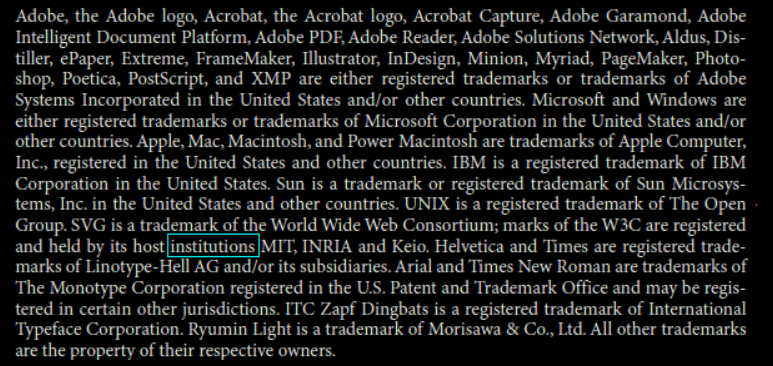 Adobe, the Adobe logo, Acrobat, the Acrobat logo, Acrobat Capture, Adobe Garamond, Adobe
Intelligent Document Platform, Adobe PDF, Adobe Reader, Adobe Solutions Network, Aldus, Dis-
tiller, ePaper, Extreme, FrameMaker, Illustrator, InDesign, Minion, Myriad, PageMaker, Photo-
shop, Poetica, PostScript, and XMP are either registered trademarks or trademarks of Adobe
Systems Incorporated in the United States and/or other countries. Microsoft and Windows are
either registered trademarks or trademarks of Microsoft Corporation in the United States and/or
other countries. Apple, Mac, Macintosh, and Power Macintosh are trademarks of Apple Computer,
Inc., registered in the United States and other countries. IBM is a registered trademark of IBM
Corporation in the United States. Sun is a trademark or registered trademark of Sun Microsys-
tems, Inc. in the United States and other countries. UNIX is a registered trademark of The Open
Group. SVG is a trademark of the World Wide Web Consortium; marks of the W3C are registered
and held by its host institutions MIT, INRIA and Keio. Helvetica and Times are registered trade-
marks of Linotype-Hell AG and/or its subsidiaries. Arial and Times New Roman are trademarks of
The Monotype Corporation registered in the U.S. Patent and Trademark Office and may be regis-
tered in certain other jurisdictions. ITC Zapf Dingbats is a registered trademark of International
Typeface Corporation. Ryumin Light is a trademark of Morisawa & Co., Ltd. All other trademarks
are the property of their respective owners.